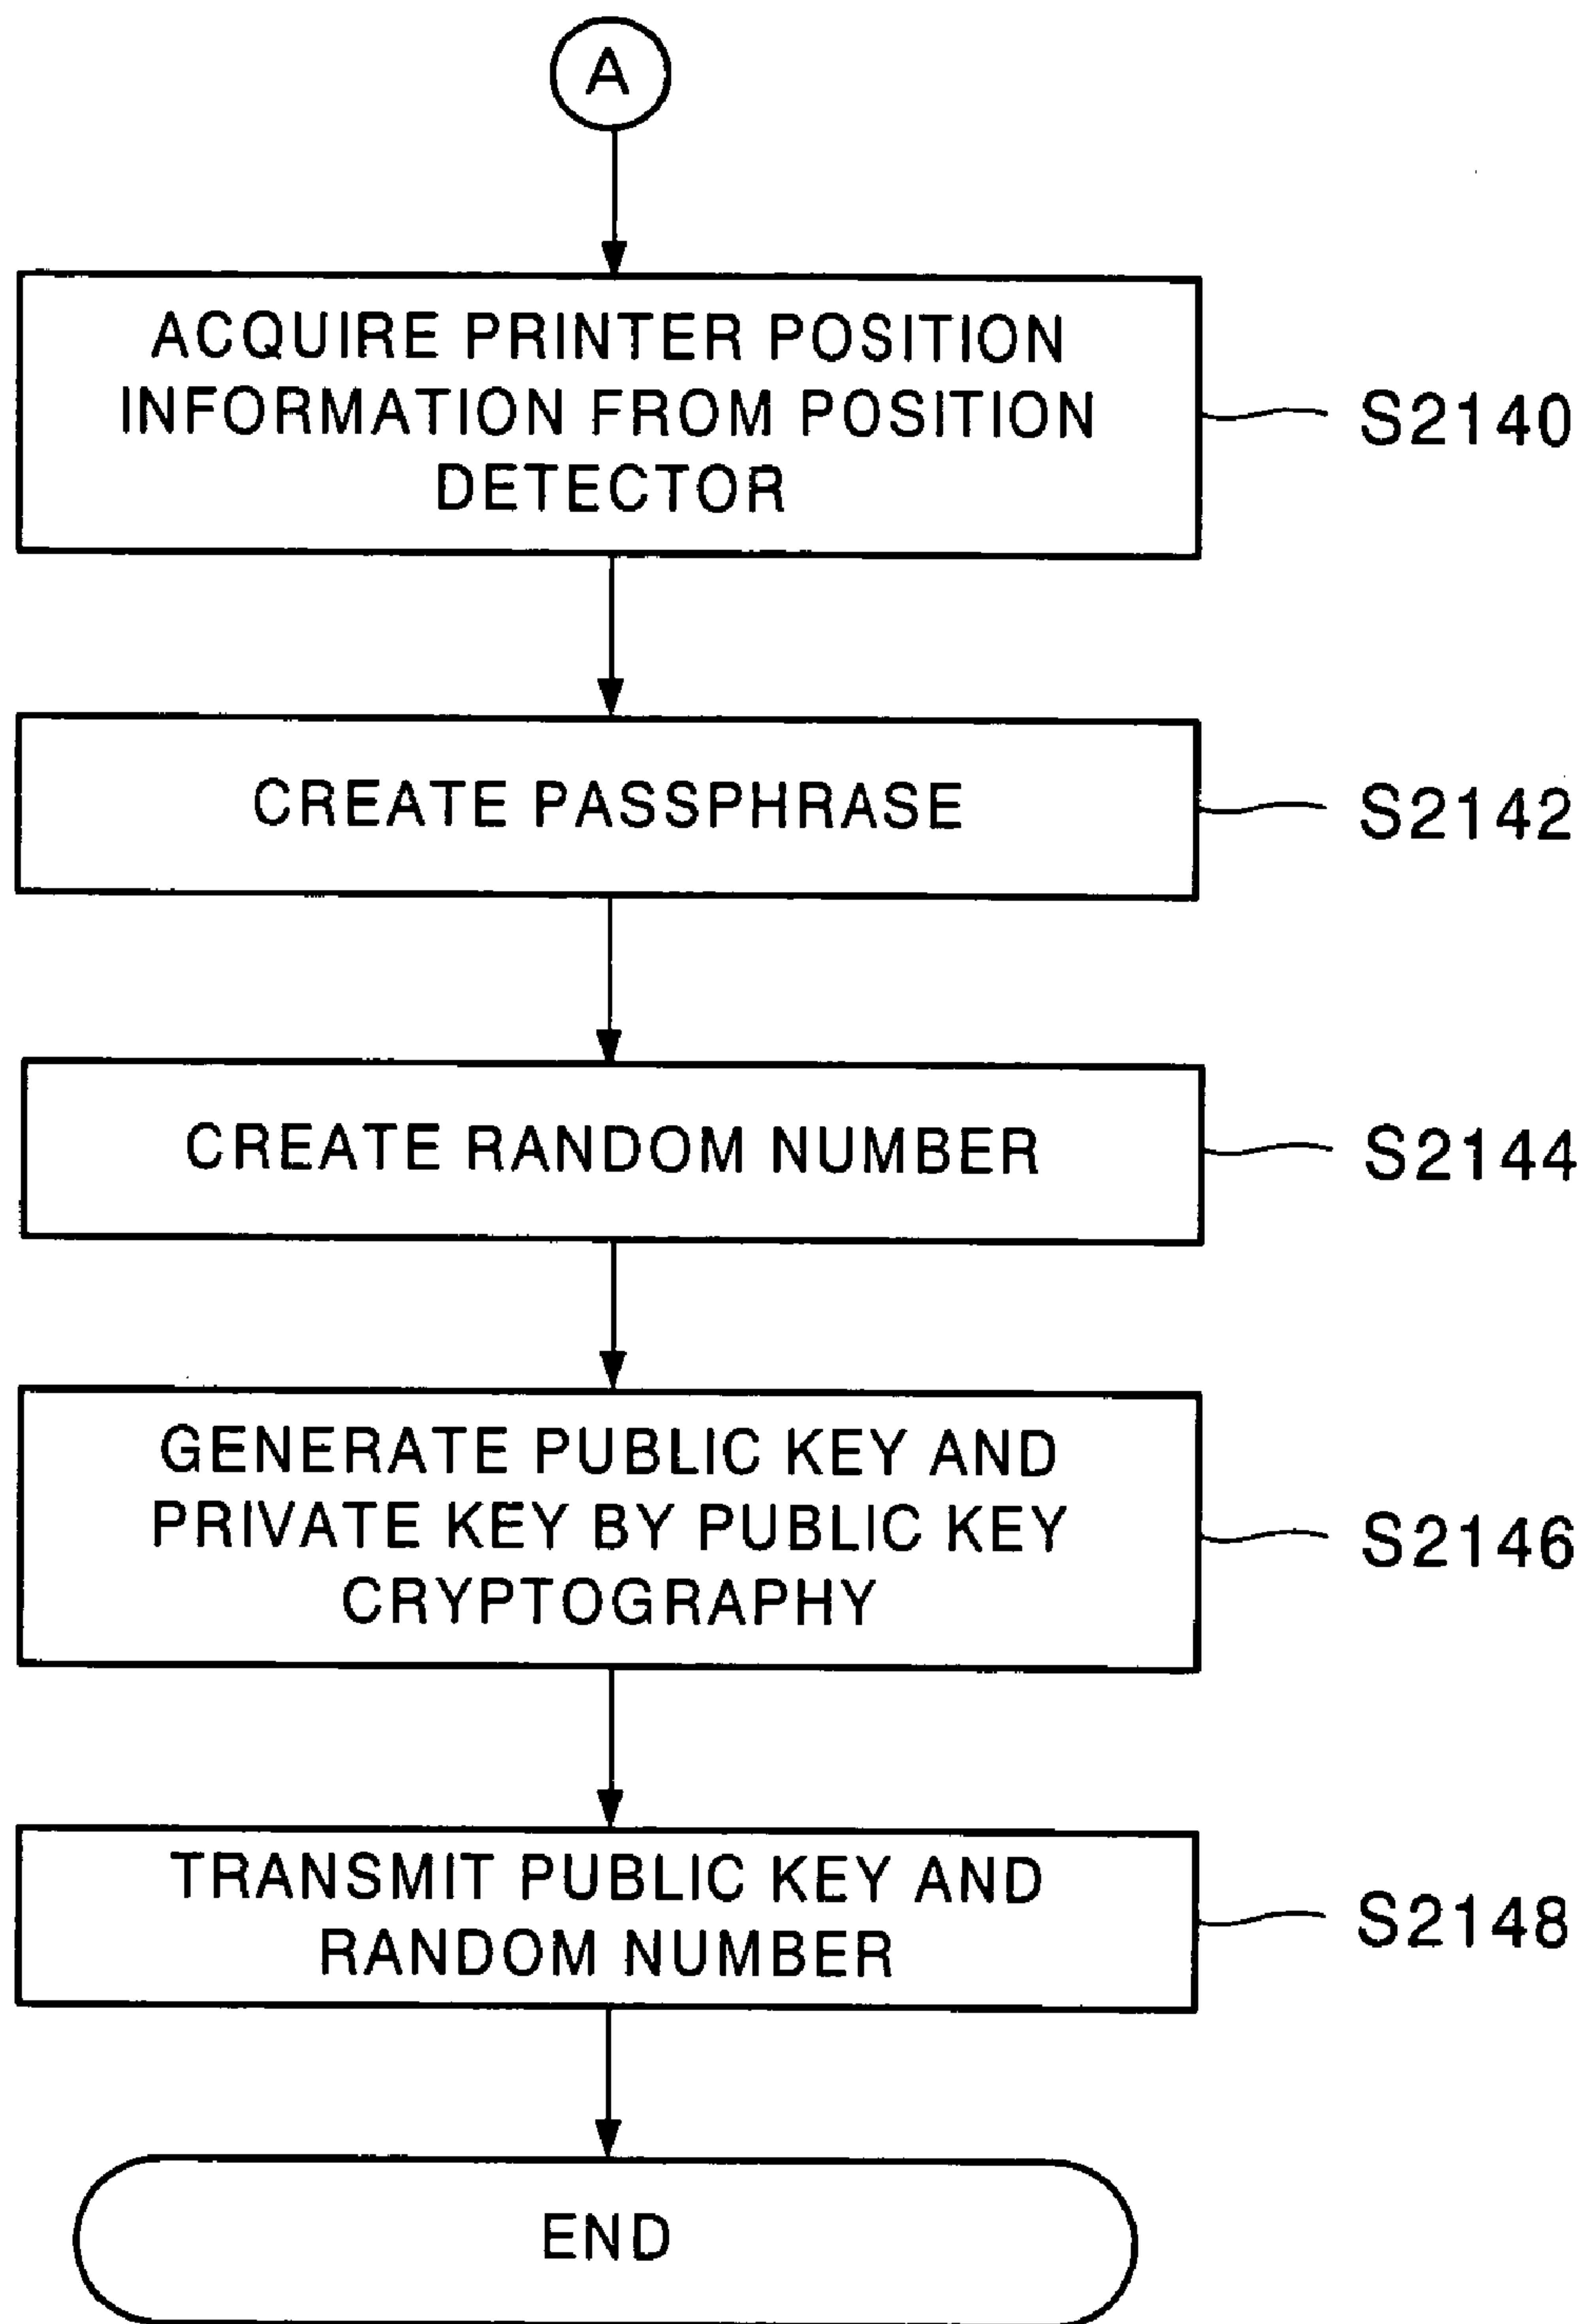 A
ACQUIRE PRINTER POSITION
INFORMATION FROM POSITION
DETECTOR
S2140
CREATE PASSPHRASE
S2142
CREATE RANDOM NUMBER
S2144
GENERATE PUBLIC KEY AND
PRIVATE KEY BY PUBLIC KEY
CRYPTOGRAPHY
S2146
TRANSMIT PUBLIC KEY AND
RANDOM NUMBER
S2148
END